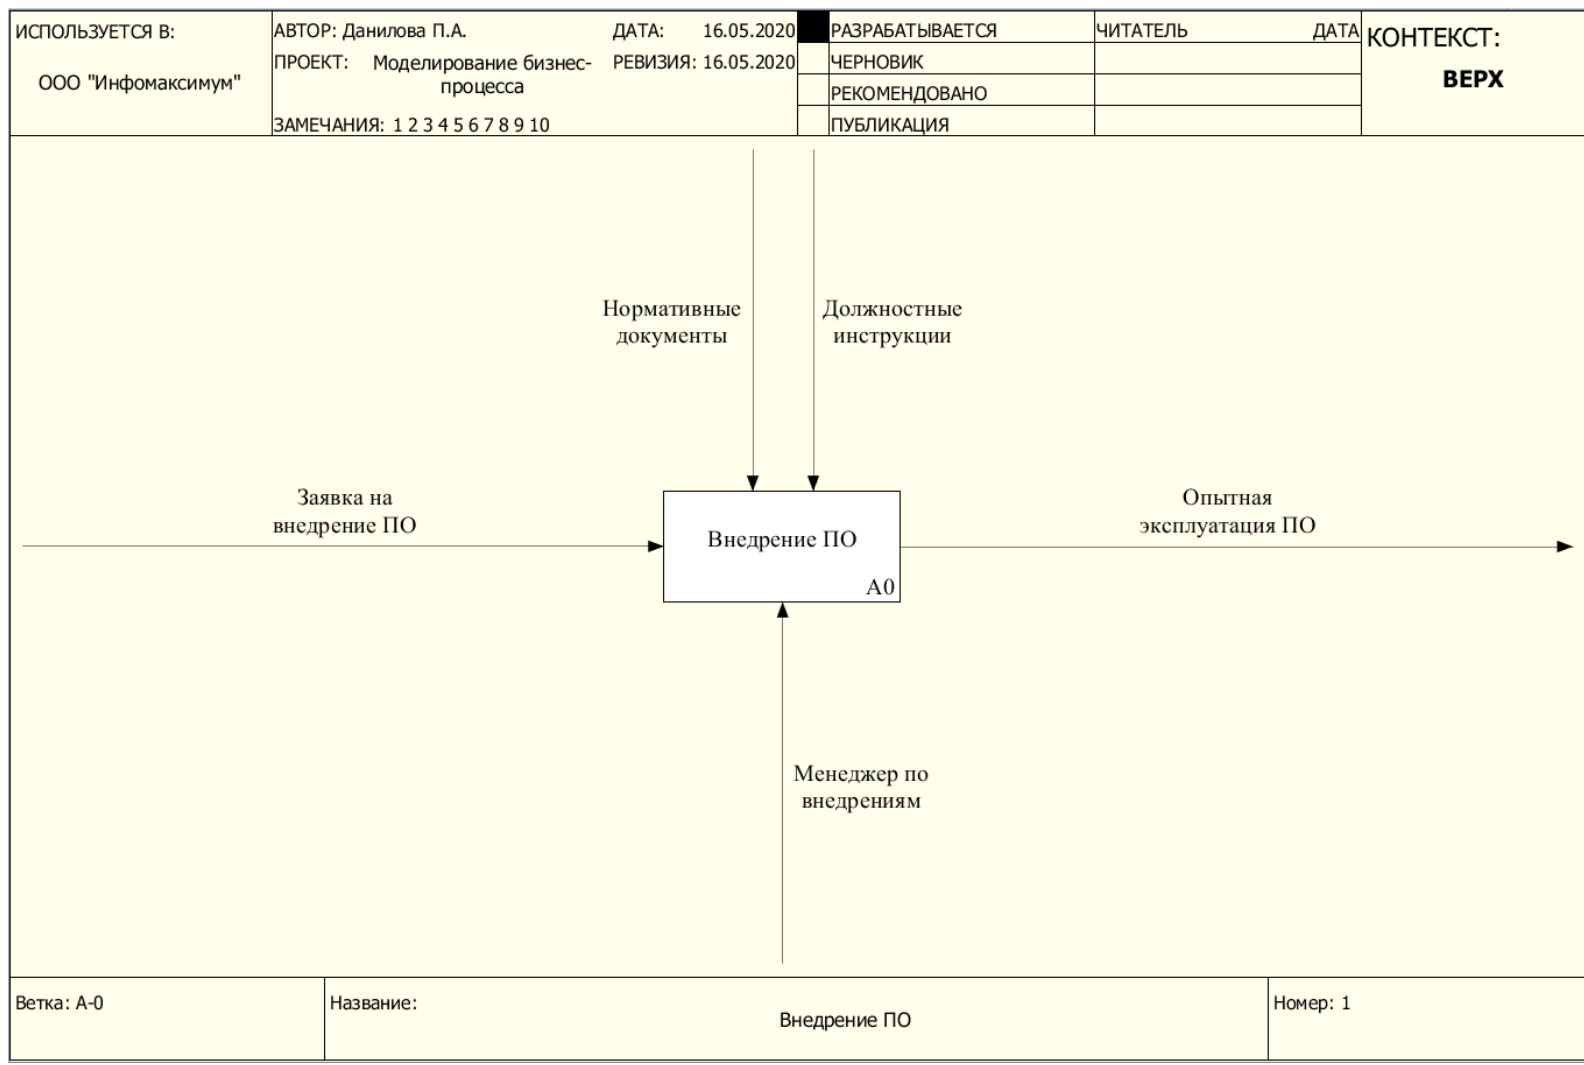 ИСПОЛЬЗУЕТСЯ В:
ООО "Инфомаксимум"
АВТОР: Данилова П.А.
ДАТА: 16.05.2020
ПРОЕКТ: Моделирование бизнес-
процесса
РЕВИЗИЯ: 16.05.2020
ЗАМЕЧАНИЯ: 1 2 3 4 5 6 7 8 9 10
РАЗРАБАТЫВАЕТСЯ
ЧЕРНОВИК
РЕКОМЕНДОВАНО
ПУБЛИКАЦИЯ
ЧИТАТЕЛЬ ДАТА
КОНТЕКСТ:
ВЕРХ
Нормативные
документы
Должностные
инструкции
Заявка на
внедрение ПО
Внедрение ПО
A0
Опытная
эксплуатация ПО
Менеджер по
внедрениям
Ветка: A-0
Название:
Внедрение ПО
Номер: 1